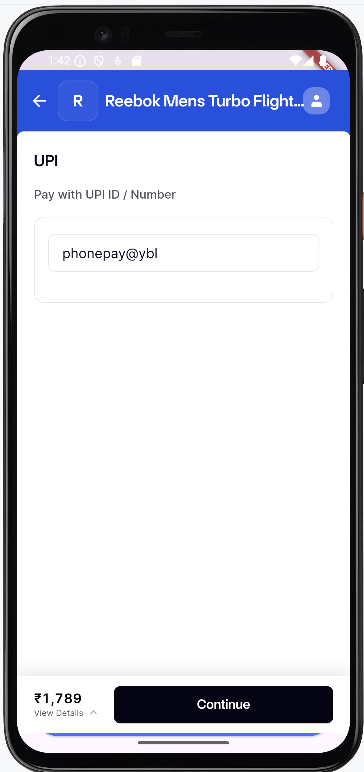 1:42
R Reebok Mens Turbo Flight...
UPI
Pay with UPI ID / Number
phonepay@ybl
₹1,789
View Details
Continue